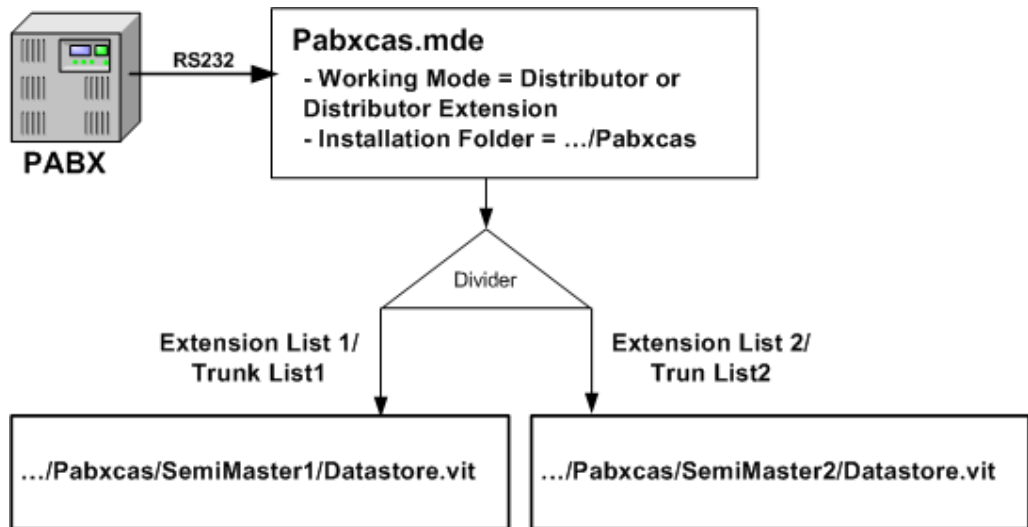 Pabxcas.mde
RS232
- Working Mode = Distributor or
Distributor Extension
- Installation Folder = .../Pabxcas
PABX
Divider
Extension List 1/
Trunk List1
Extension List 2/
Trun List2
.../Pabxcas/SemiMaster1/Datastore.vit
.../Pabxcas/SemiMaster2/Datastore.vit